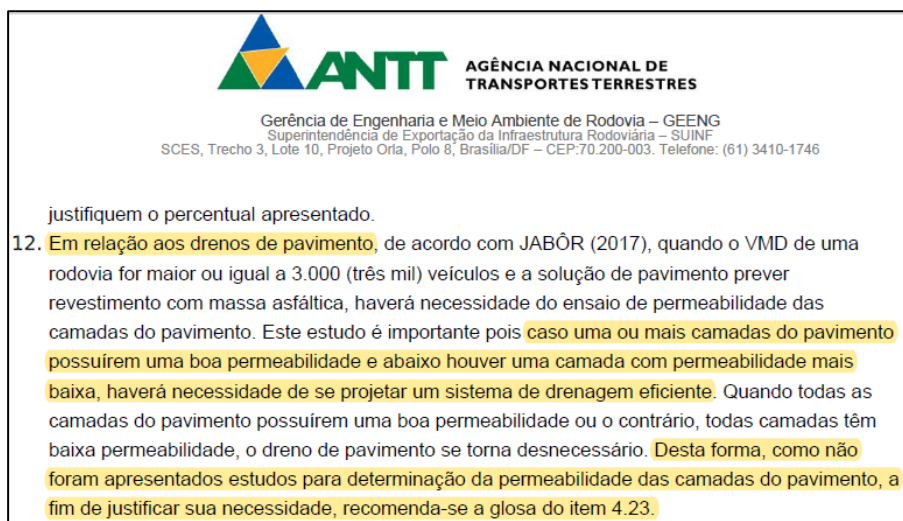 ANTT AGÊNCIA NACIONAL DE
TRANSPORTES TERRESTRES
Gerência de Engenharia e Meio Ambiente de Rodovia – GEENG
Superintendência de Exportação da Infraestrutura Rodoviária – SUINF
SCES, Trecho 3, Lote 10, Projeto Orla, Polo 8, Brasília/DF – CEP:70.200-003. Telefone: (61) 3410-1746
justifiquem o percentual apresentado.
12. Em relação aos drenos de pavimento, de acordo com JABÔR (2017), quando o VMD de uma
rodovia for maior ou igual a 3.000 (três mil) veículos e a solução de pavimento prever
revestimento com massa asfáltica, haverá necessidade do ensaio de permeabilidade das
camadas do pavimento. Este estudo é importante pois caso uma ou mais camadas do pavimento
possuírem uma boa permeabilidade e abaixo houver uma camada com permeabilidade mais
baixa, haverá necessidade de se projetar um sistema de drenagem eficiente. Quando todas as
camadas do pavimento possuírem uma boa permeabilidade ou o contrário, todas camadas têm
baixa permeabilidade, o dreno de pavimento se torna desnecessário. Desta forma, como não
foram apresentados estudos para determinação da permeabilidade das camadas do pavimento, a
fim de justificar sua necessidade, recomenda-se a glosa do item 4.23.